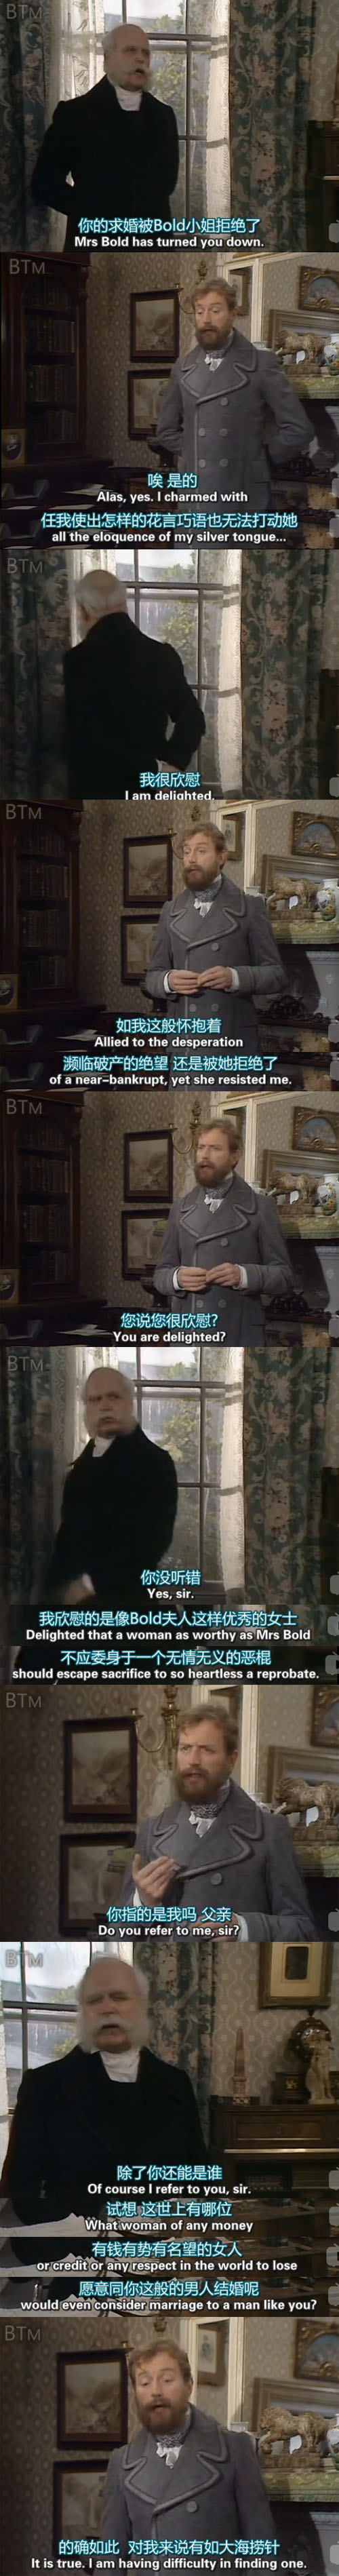 BTM
你的求婚被Bold小姐拒绝了
Mrs Bold has turned you down.
BTM
唉 是的
Alas, yes. I charmed with
任我使出怎样的花言巧语也无法打动她
all the eloquence of my silver tongue...
BTM
我很欣慰
I am delighted.
BTM
如我这般怀抱着
Allied to the desperation
濒临破产的绝望 还是被她拒绝了
of a near-bankrupt, yet she resisted me.
BTM
您说您很欣慰?
You are delighted?
BTM
你没听错
Yes, sir.
我欣慰的是像Bold夫人这样优秀的女士
Delighted that a woman as worthy as Mrs Bold
不应委身于一个无情无义的恶棍
should escape sacrifice to so heartless a reprobate.
BTM
你指的是我吗 父亲
Do you refer to me, sir?
BTM
除了你还能是谁
Of course I refer to you, sir.
试想 这世上有哪位
What woman of any money
有钱有势有名望的女人
or credit or any respect in the world to lose
愿意同你这般的男人结婚呢
would even consider marriage to a man like you?
BTM
的确如此 对我来说有如大海捞针
It is true. I am having difficulty in finding one.